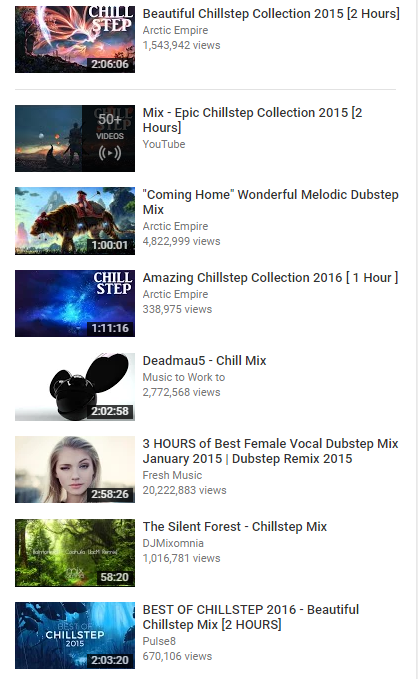 CHILL
STEP
2:06:06
Beautiful Chillstep Collection 2015 [2 Hours]
Arctic Empire
1,543,942 views
50+
VIDEOS
Mix - Epic Chillstep Collection 2015 [2
Hours]
YouTube
1:00:01
"Coming Home" Wonderful Melodic Dubstep
Mix
Arctic Empire
4,822,999 views
CHILL
STEP
1:11:16
Amazing Chillstep Collection 2016 [ 1 Hour ]
Arctic Empire
338,975 views
2:02:58
Deadmau5 - Chill Mix
Music to Work to
2,772,568 views
2:58:26
3 HOURS of Best Female Vocal Dubstep Mix
January 2015 | Dubstep Remix 2015
Fresh Music
20,222,883 views
58:20
The Silent Forest - Chillstep Mix
DJMixomnia
1,016,781 views
BEST OF
CHILLSTEP
2015
2:03:20
BEST OF CHILLSTEP 2016 - Beautiful
Chillstep Mix [2 HOURS]
Pulse8
670,106 views